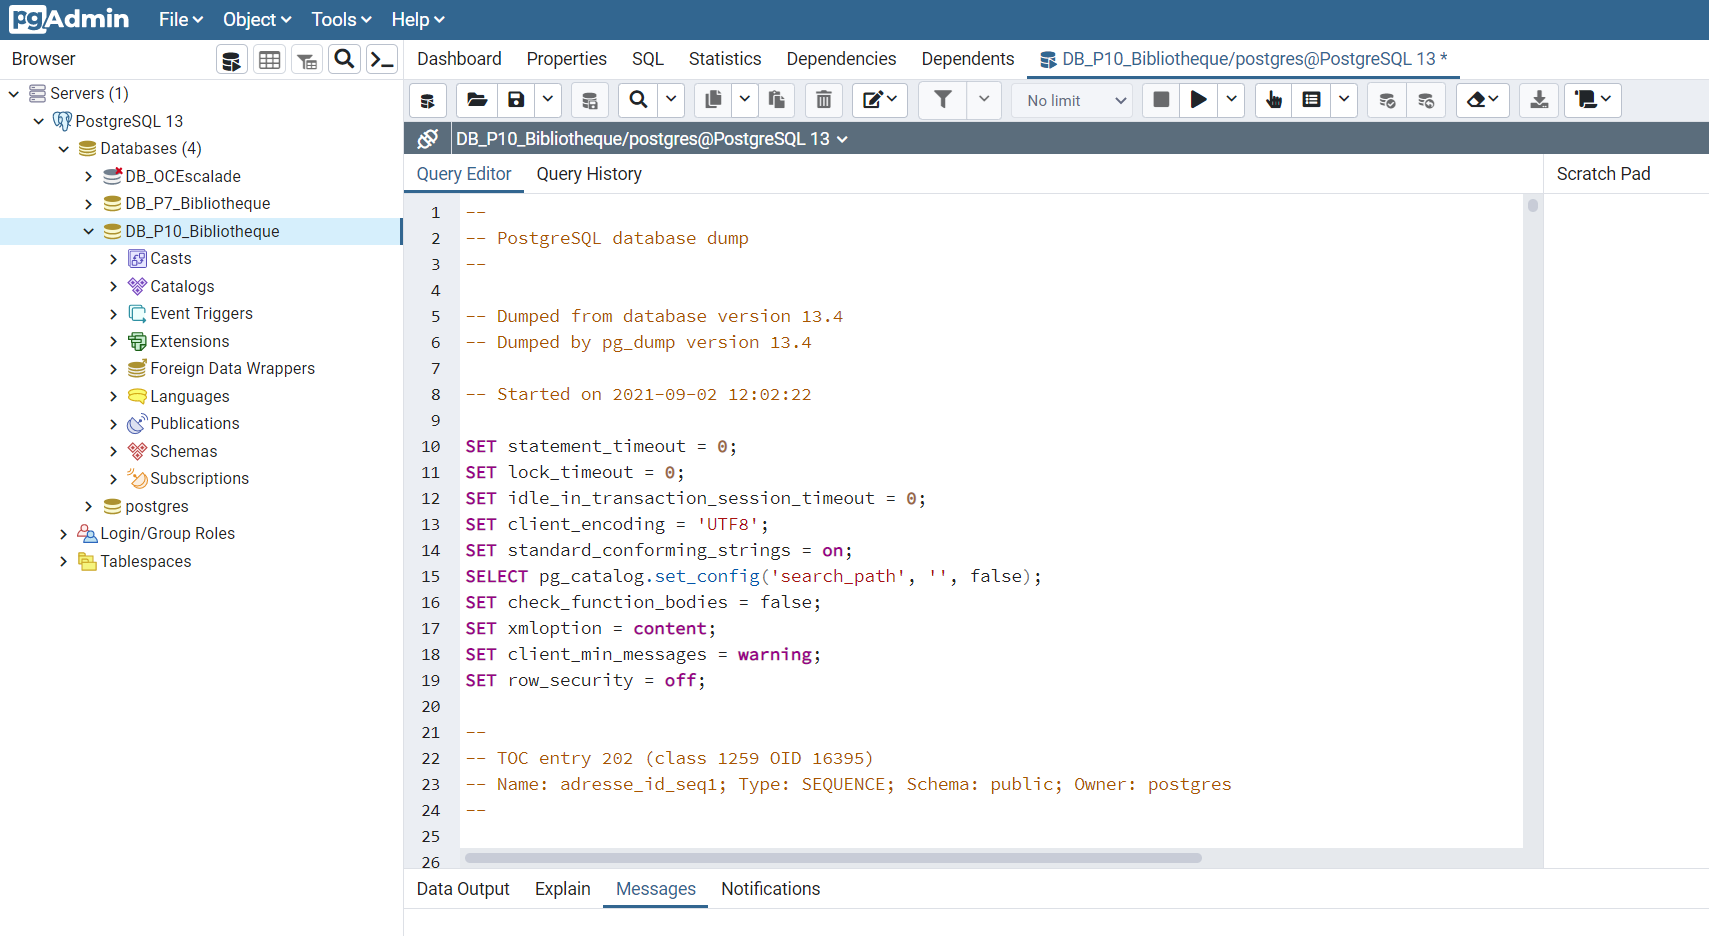 pgAdmin File Object Tools Help
Browser
Dashboard Properties SQL Statistics Dependencies Dependents DB_P10_Bibliotheque/postgres@PostgreSQL 13 *
Servers (1)
PostgreSQL 13
Databases (4)
DB_OCEscalade
DB_P7_Bibliotheque
DB_P10_Bibliotheque
Casts
Catalogs
Event Triggers
Extensions
Foreign Data Wrappers
Languages
Publications
Schemas
Subscriptions
postgres
Login/Group Roles
Tablespaces
No limit
DB_P10_Bibliotheque/postgres@PostgreSQL 13
Query Editor Query History
Scratch Pad
1 --
2 -- PostgreSQL database dump
3 --
4
5 -- Dumped from database version 13.4
6 -- Dumped by pg_dump version 13.4
7
8 -- Started on 2021-09-02 12:02:22
9
10 SET statement_timeout = 0;
11 SET lock_timeout = 0;
12 SET idle_in_transaction_session_timeout = 0;
13 SET client_encoding = 'UTF8';
14 SET standard_conforming_strings = on;
15 SELECT pg_catalog.set_config('search_path', '', false);
16 SET check_function_bodies = false;
17 SET xmloption = content;
18 SET client_min_messages = warning;
19 SET row_security = off;
20
21 --
22 -- TOC entry 202 (class 1259 OID 16395)
23 -- Name: adresse_id_seq1; Type: SEQUENCE; Schema: public; Owner: postgres
24 --
25
26
Data Output Explain Messages Notifications